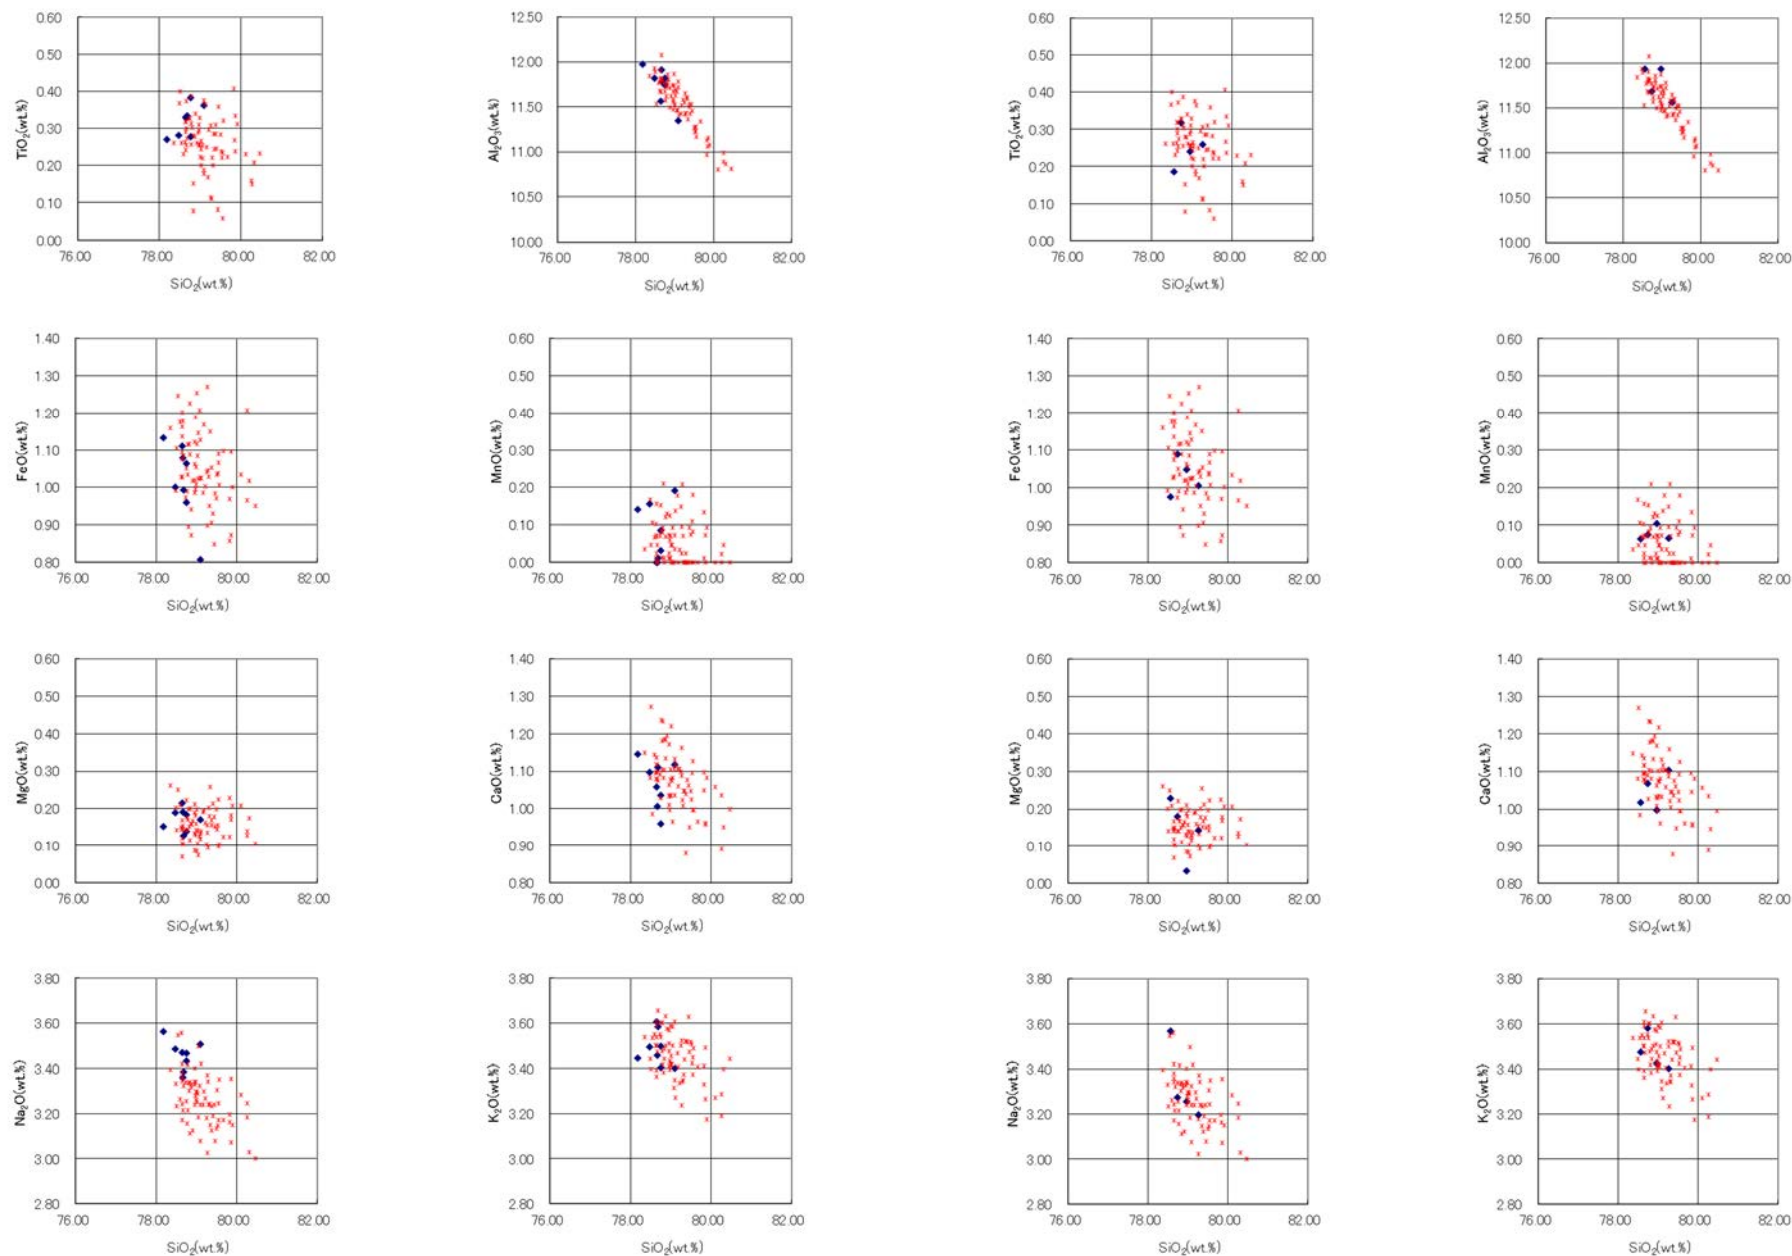 0.60
0.50
0.40
0.30
0.20
0.10
0.00
76.00 78.00 80.00 82.00
TiO₂(wt.%)
SiO₂(wt.%)
12.50
12.00
11.50
11.00
10.50
10.00
76.00 78.00 80.00 82.00
Al₂O₃(wt.%)
SiO₂(wt.%)
0.60
0.50
0.40
0.30
0.20
0.10
0.00
76.00 78.00 80.00 82.00
TiO₂(wt.%)
SiO₂(wt.%)
12.50
12.00
11.50
11.00
10.50
10.00
76.00 78.00 80.00 82.00
Al₂O₃(wt.%)
SiO₂(wt.%)
1.40
1.30
1.20
1.10
1.00
0.90
0.80
76.00 78.00 80.00 82.00
FeO(wt.%)
SiO₂(wt.%)
0.60
0.50
0.40
0.30
0.20
0.10
0.00
76.00 78.00 80.00 82.00
MnO(wt.%)
SiO₂(wt.%)
1.40
1.30
1.20
1.10
1.00
0.90
0.80
76.00 78.00 80.00 82.00
FeO(wt.%)
SiO₂(wt.%)
0.60
0.50
0.40
0.30
0.20
0.10
0.00
76.00 78.00 80.00 82.00
MnO(wt.%)
SiO₂(wt.%)
0.60
0.50
0.40
0.30
0.20
0.10
0.00
76.00 78.00 80.00 82.00
MgO(wt.%)
SiO₂(wt.%)
1.40
1.30
1.20
1.10
1.00
0.90
0.80
76.00 78.00 80.00 82.00
CaO(wt.%)
SiO₂(wt.%)
0.60
0.50
0.40
0.30
0.20
0.10
0.00
76.00 78.00 80.00 82.00
MgO(wt.%)
SiO₂(wt.%)
1.40
1.30
1.20
1.10
1.00
0.90
0.80
76.00 78.00 80.00 82.00
CaO(wt.%)
SiO₂(wt.%)
3.80
3.60
3.40
3.20
3.00
2.80
76.00 78.00 80.00 82.00
Na₂O(wt.%)
SiO₂(wt.%)
3.80
3.60
3.40
3.20
3.00
2.80
76.00 78.00 80.00 82.00
K₂O(wt.%)
SiO₂(wt.%)
3.80
3.60
3.40
3.20
3.00
2.80
76.00 78.00 80.00 82.00
Na₂O(wt.%)
SiO₂(wt.%)
3.80
3.60
3.40
3.20
3.00
2.80
76.00 78.00 80.00 82.00
K₂O(wt.%)
SiO₂(wt.%)